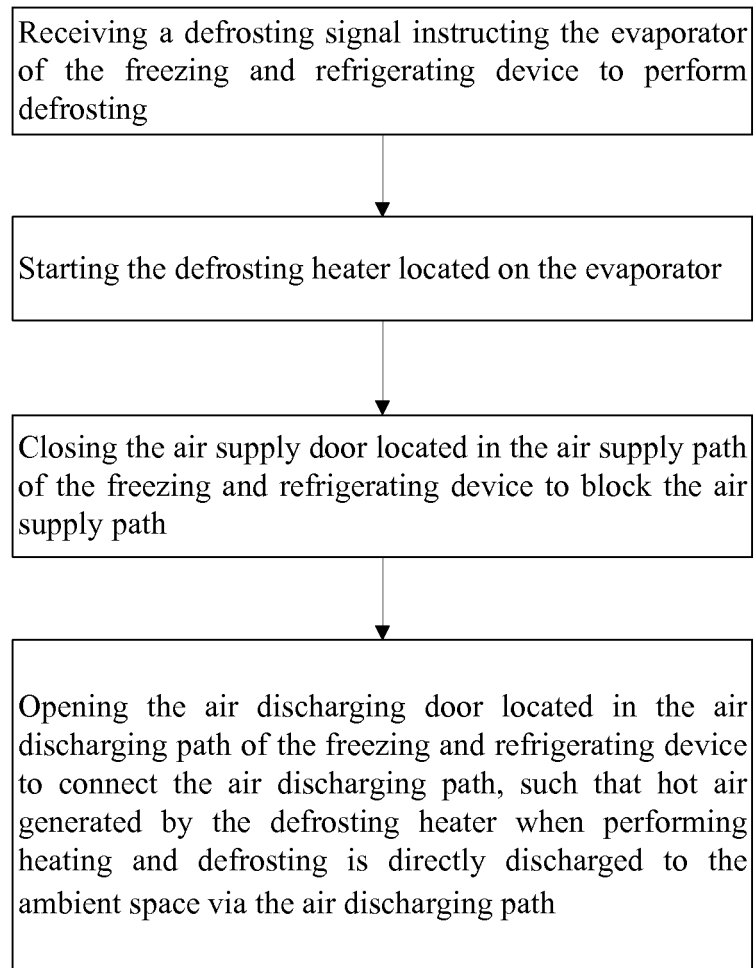 Receiving a defrosting signal instructing the evaporator
of the freezing and refrigerating device to perform
defrosting
Starting the defrosting heater located on the evaporator
Closing the air supply door located in the air supply path
of the freezing and refrigerating device to block the air
supply path
Opening the air discharging door located in the air
discharging path of the freezing and refrigerating device
to connect the air discharging path, such that hot air
generated by the defrosting heater when performing
heating and defrosting is directly discharged to the
ambient space via the air discharging path